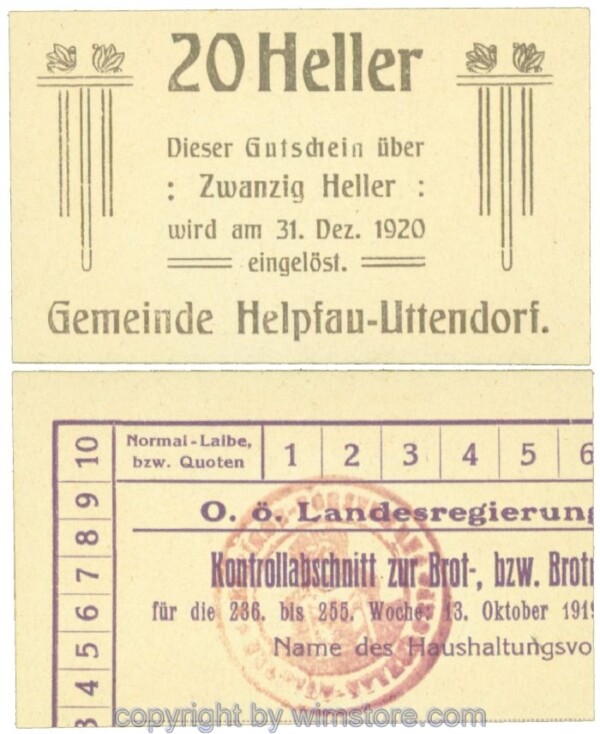 20 Heller
Dieser Gutschein über
: Zwanzig Heller :
wird am 31. Dez. 1920
eingelöst.
Gemeinde Helpfau-Uttendorf.
Normal-Laibe,
bzw. Quoten 1 2 3 4 5 6
10
9
8
7
6
5
4
3
O. ö. Landesregierung
Kontrollabschnitt zur Brot-, bzw. Brot
für die 236. bis 255. Woche: 13. Oktober 1919
Name des Haushaltungsvo
copyright by wimstore.com